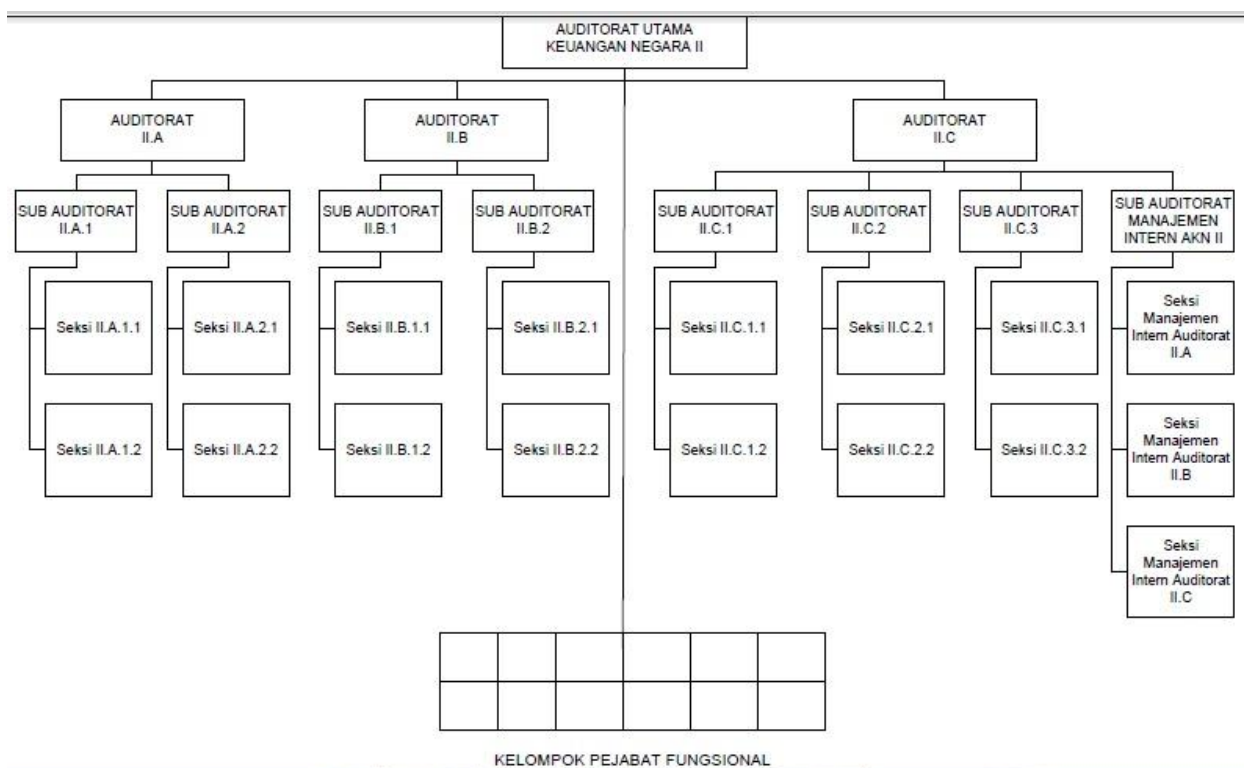 AUDITORAT UTAMA
KEUANGAN NEGARA II
AUDITORAT
II.A
AUDITORAT
II.B
AUDITORAT
II.C
SUB AUDITORAT
II.A.1
SUB AUDITORAT
II.A.2
SUB AUDITORAT
II.B.1
SUB AUDITORAT
II.B.2
SUB AUDITORAT
II.C.1
SUB AUDITORAT
II.C.2
SUB AUDITORAT
II.C.3
SUB AUDITORAT
MANAJEMEN
INTERN AKN II
Seksi II.A.1.1
Seksi II.A.2.1
Seksi II.B.1.1
Seksi II.B.2.1
Seksi II.C.1.1
Seksi II.C.2.1
Seksi II.C.3.1
Seksi
Manajemen
Intern Auditorat
II.A
Seksi II.A.1.2
Seksi II.A.2.2
Seksi II.B.1.2
Seksi II.B.2.2
Seksi II.C.1.2
Seksi II.C.2.2
Seksi II.C.3.2
Seksi
Manajemen
Intern Auditorat
II.B
Seksi
Manajemen
Intern Auditorat
II.C
KELOMPOK PEJABAT FUNGSIONAL